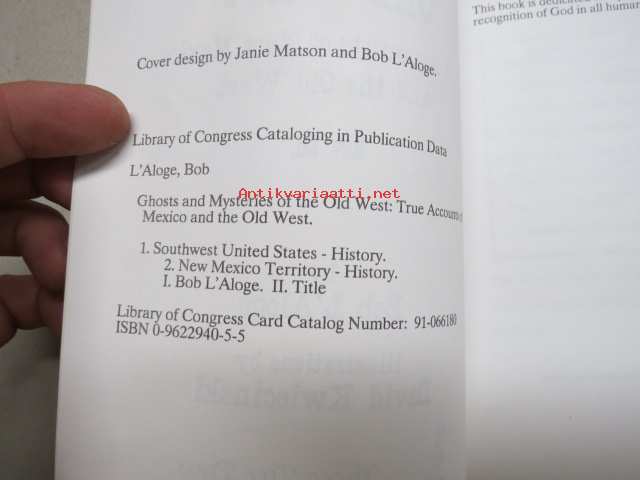 Cover design by Janie Matson and Bob L'Aloge.
Library of Congress Cataloging in Publication Data
L'Aloge, Bob
Antikvariaatti.net
Ghosts and Mysteries of the Old West: True Accounts
Mexico and the Old West.
1. Southwest United States - History.
2. New Mexico Territory - History.
I. Bob L'Aloge. II. Title
Library of Congress Card Catalog Number: 91-066180
ISBN 0-9622940-5-5
This book is dedicated
recognition of God in all human